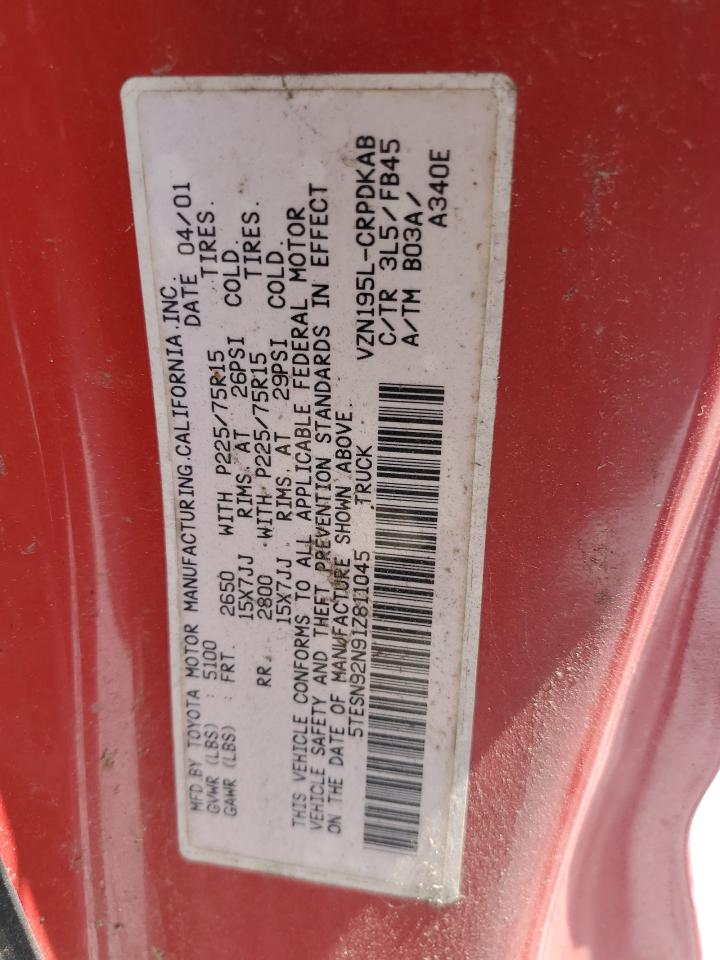 MFD BY TOYOTA MOTOR MANUFACTURING.CALIFORNIA.INC.
GVWR (LBS) : 5100 DATE 04/01
GAWR (LBS) : FRT. 2650 WITH P225/75R15 TIRES.
15X7JJ RIMS. AT 26PSI COLD.
RR. 2800 WITH P225/75R15 TIRES.
15X7JJ RIMS. AT 29PSI COLD.
THIS VEHICLE CONFORMS TO ALL APPLICABLE FEDERAL MOTOR
VEHICLE SAFETY AND THEFT PREVENTION STANDARDS IN EFFECT
ON THE DATE OF MANUFACTURE SHOWN ABOVE.
5TESN92N91Z811045 TRUCK
VZN195L-CRPDKAB
C/TR 3L5/FB45
A/TM B03A/
A340E